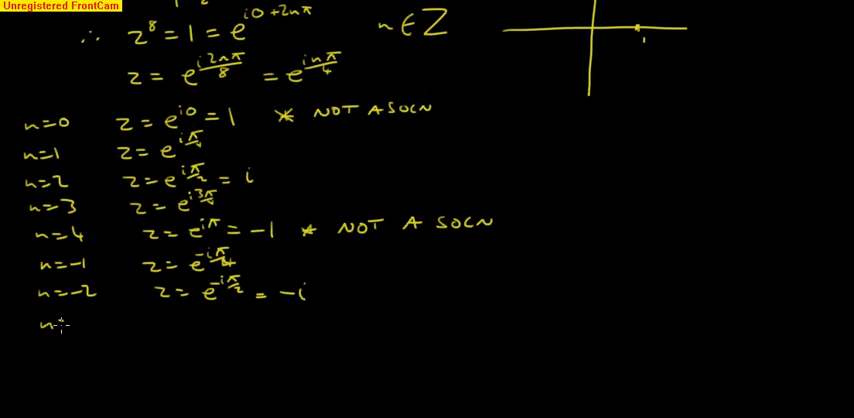 Unregistered FrontCam
∴ z^8 = 1 = e^{i0+2nπ} n ∈ Z
z = e^{i2nπ/8} = e^{inπ/4}
n=0 z = e^{i0} = 1 * NOT A SOLN
n=1 z = e^{iπ/4}
n=2 z = e^{iπ/2} = i
n=3 z = e^{i3π/4}
n=4 z = e^{iπ} = -1 * NOT A SOLN
n=-1 z = e^{-iπ/4}
n=-2 z = e^{-iπ/2} = -i
n=